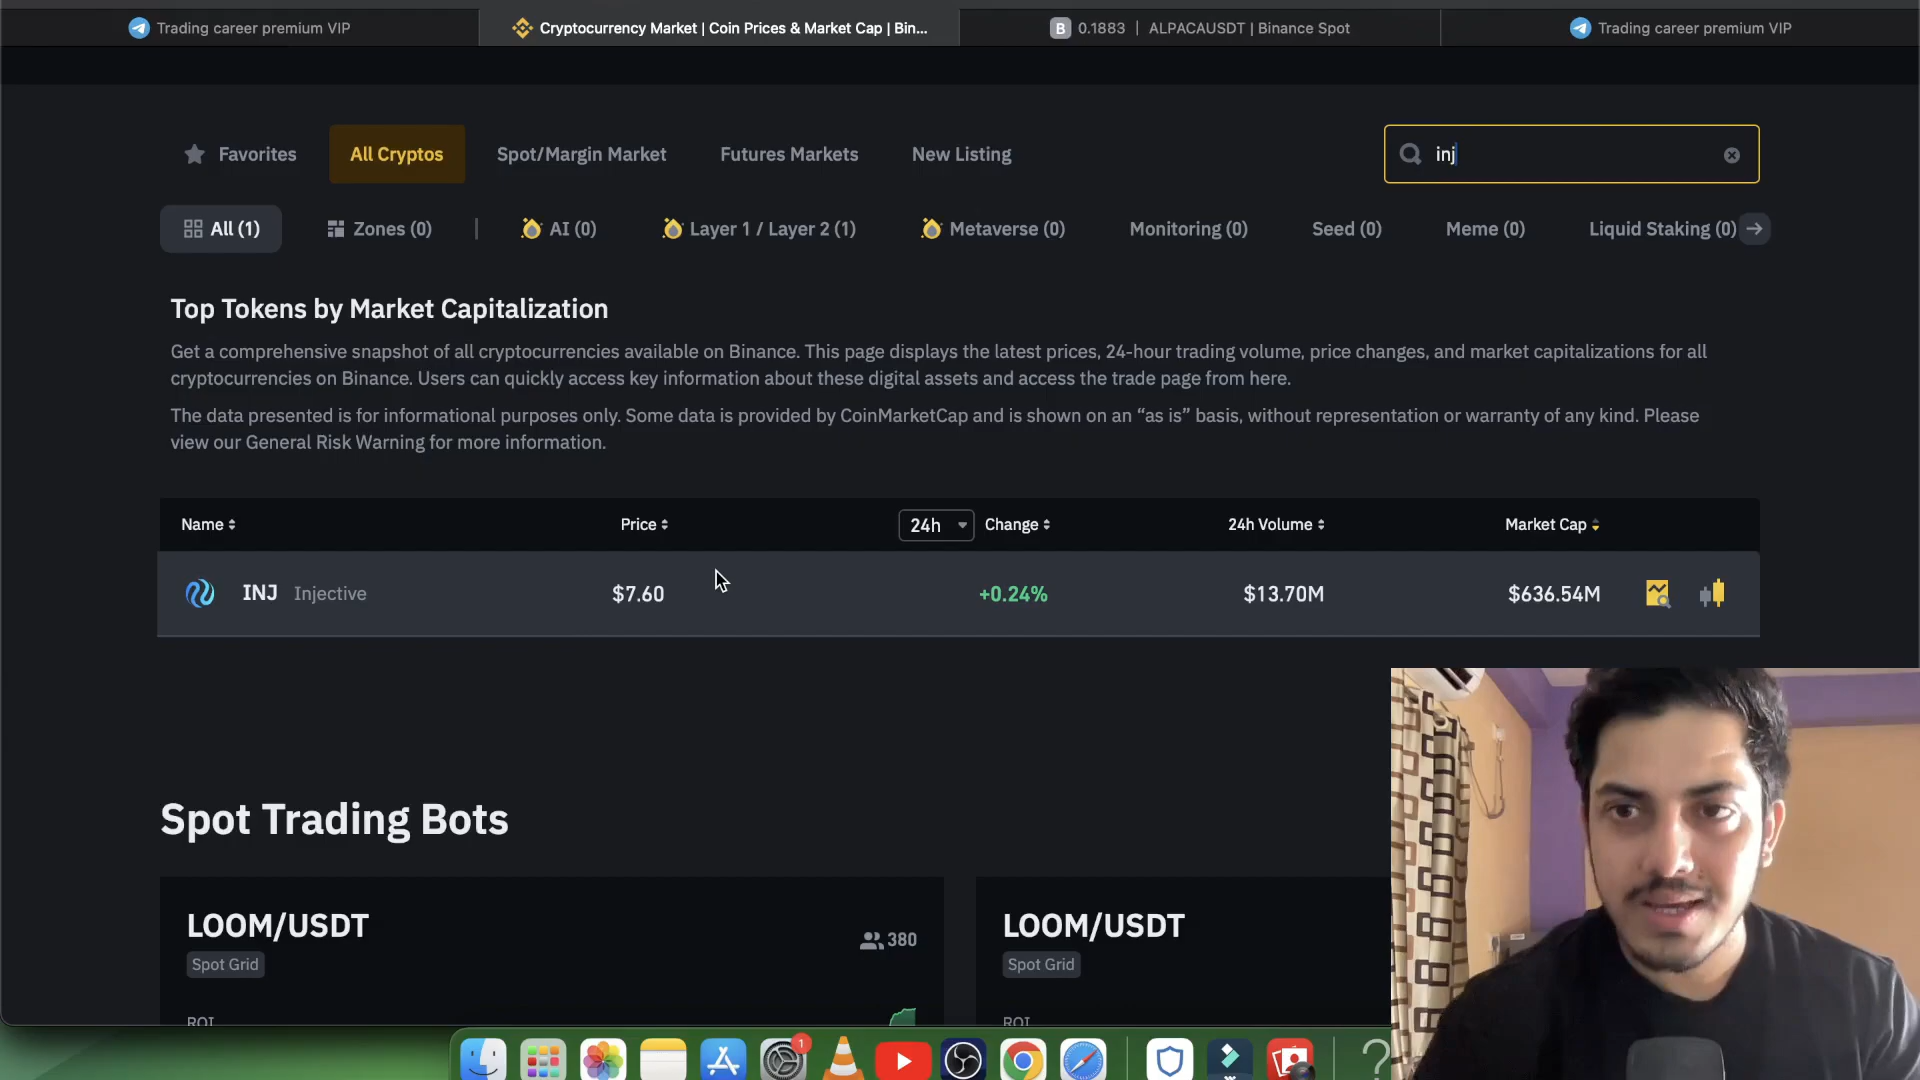 Trading career premium VIP
Cryptocurrency Market | Coin Prices & Market Cap | Bin...
B 0.1883 | ALPACAUSDT | Binance Spot
Trading career premium VIP
Favorites
All Cryptos
Spot/Margin Market
Futures Markets
New Listing
inj
All (1)
Zones (0)
AI (0)
Layer 1 / Layer 2 (1)
Metaverse (0)
Monitoring (0)
Seed (0)
Meme (0)
Liquid Staking (0)
Top Tokens by Market Capitalization
Get a comprehensive snapshot of all cryptocurrencies available on Binance. This page displays the latest prices, 24-hour trading volume, price changes, and market capitalizations for all
cryptocurrencies on Binance. Users can quickly access key information about these digital assets and access the trade page from here.
The data presented is for informational purposes only. Some data is provided by CoinMarketCap and is shown on an “as is” basis, without representation or warranty of any kind. Please
view our General Risk Warning for more information.
Name Price 24h Change 24h Volume Market Cap
INJ Injective $7.60 +0.24% $13.70M $636.54M
Spot Trading Bots
LOOM/USDT
380
Spot Grid
ROI
LOOM/USDT
Spot Grid
ROI
1